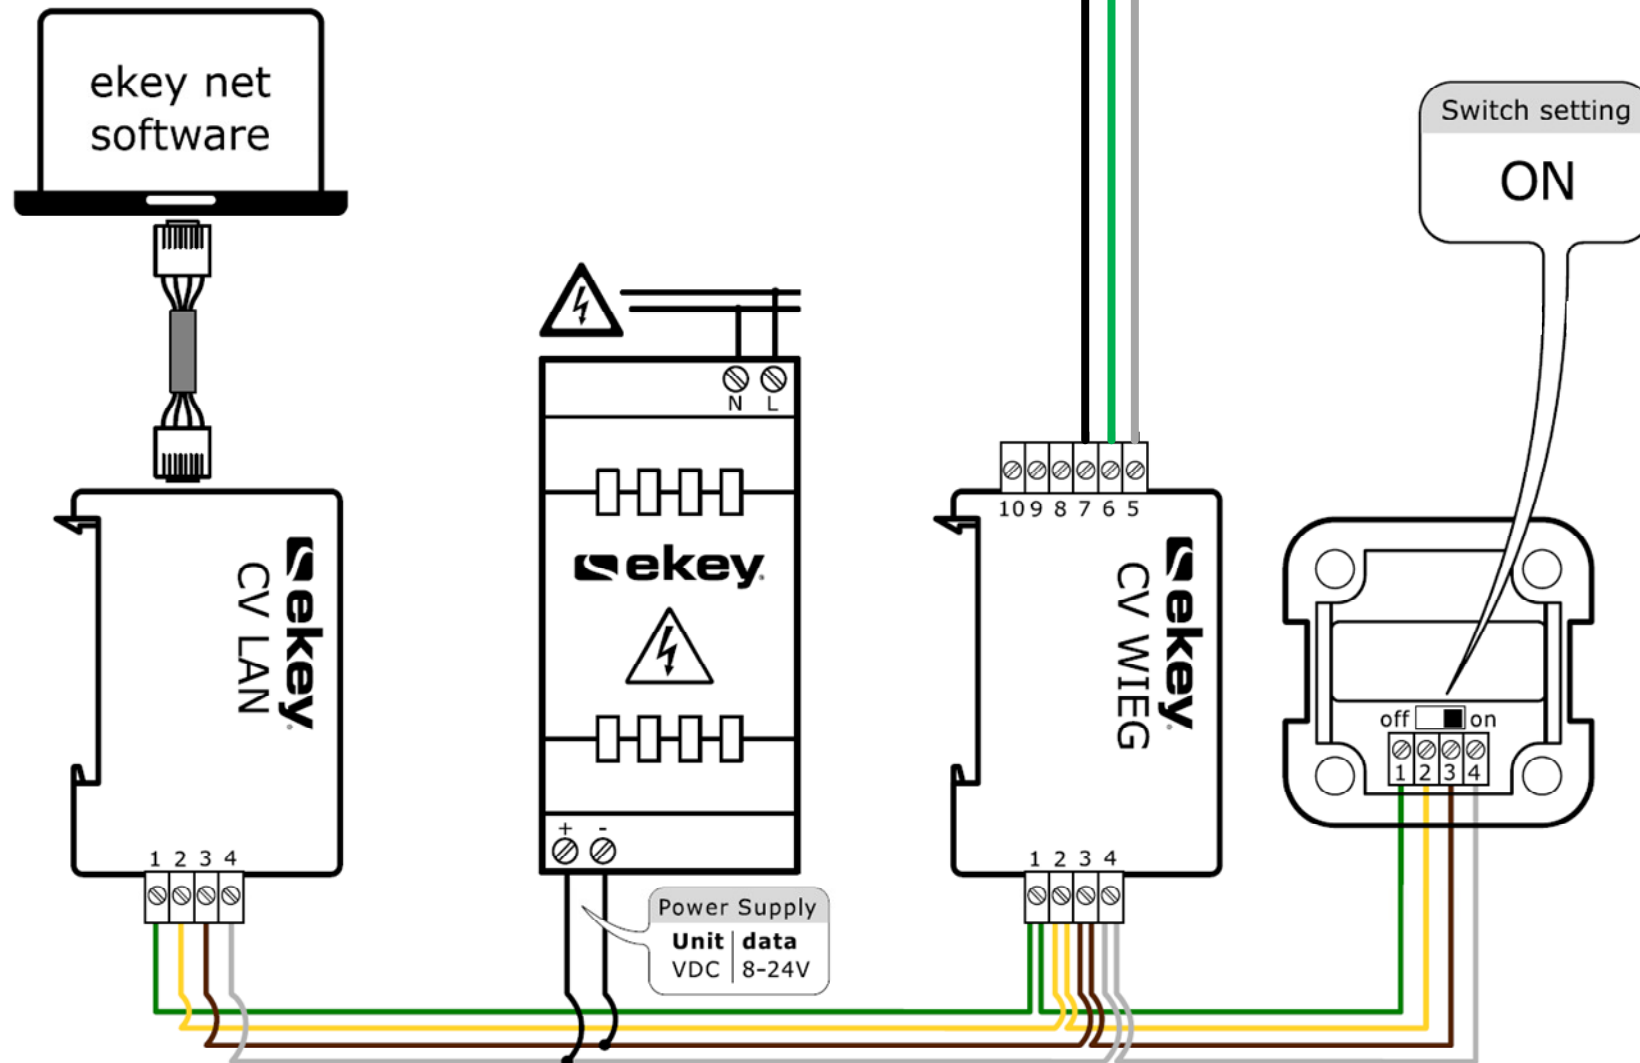 ekey net
software
Switch setting
ON
N L
10 9 8 7 6 5
ekey
CV LAN
ekey
ekey
CV WIEG
off on
1 2 3 4
+ -
1 2 3 4
1 2 3 4
Power Supply
Unit data
VDC 8-24V